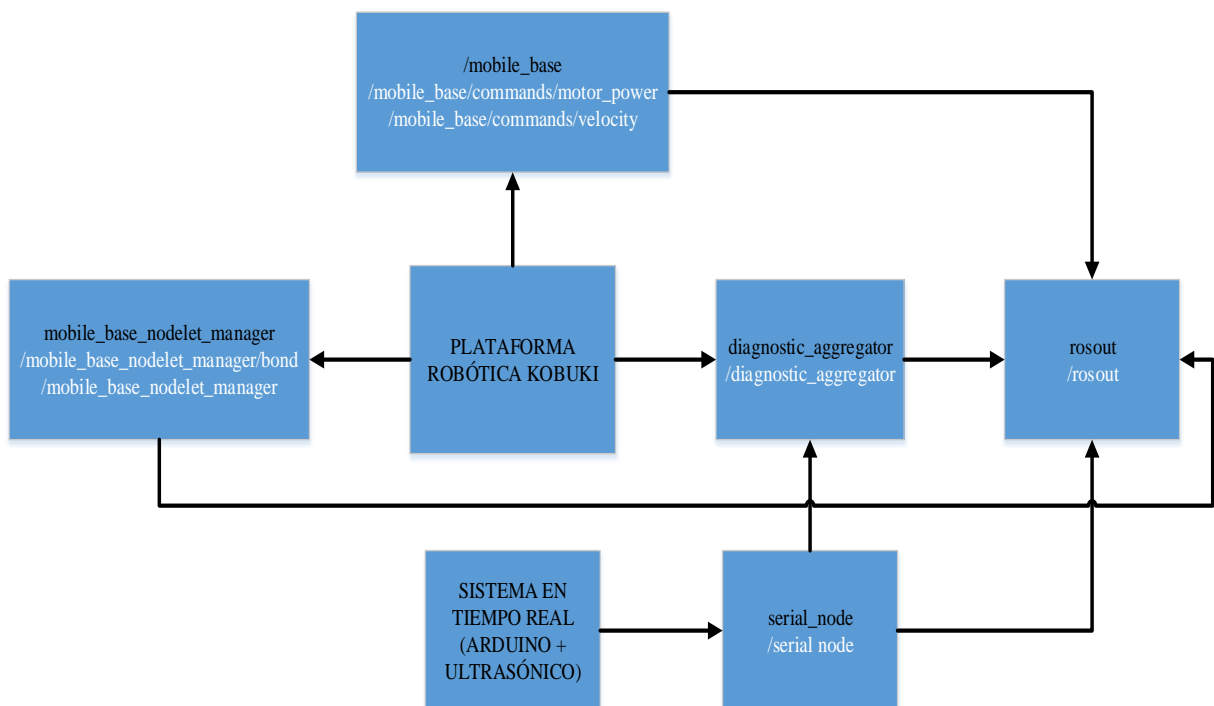 /mobile_base
/mobile_base/commands/motor_power
/mobile_base/commands/velocity
mobile_base_nodelet_manager
/mobile_base_nodelet_manager/bond
/mobile_base_nodelet_manager
PLATAFORMA
ROBÓTICA KOBUKI
diagnostic_aggregator
/diagnostic_aggregator
rosout
/rosout
SISTEMA EN
TIEMPO REAL
(ARDUINO +
ULTRASÓNICO)
serial_node
/serial node